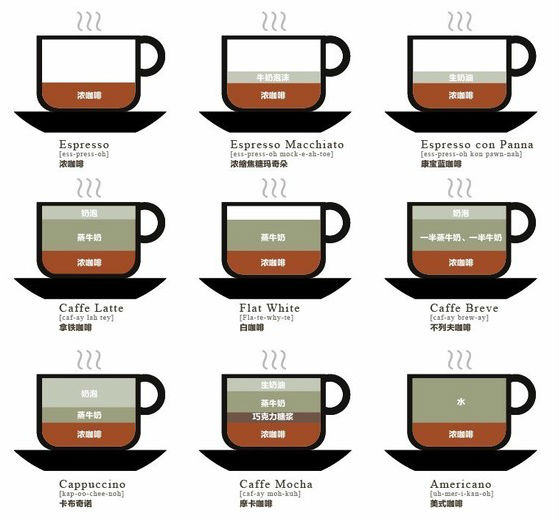 浓咖啡
牛奶泡沫
浓咖啡
生奶油
浓咖啡
Espresso
[ess-press-oh]
浓咖啡
Espresso Macchiato
[ess-press-oh mock-e-ah-toe]
浓缩焦糖玛奇朵
Espresso con Panna
[ess-press-oh kon pawn-nah]
康宝蓝咖啡
奶泡
蒸牛奶
浓咖啡
蒸牛奶
浓咖啡
奶泡
一半蒸牛奶、一半牛奶
浓咖啡
Caffe Latte
[caf-ay lah tey]
拿铁咖啡
Flat White
[Fla-te-why-te]
白咖啡
Caffe Breve
[caf-ay brew-ay]
不列夫咖啡
奶泡
蒸牛奶
浓咖啡
生奶油
蒸牛奶
巧克力糖浆
浓咖啡
水
浓咖啡
Cappuccino
[kap-oo-chee-noh]
卡布奇诺
Caffe Mocha
[caf-ay moh-kuh]
摩卡咖啡
Americano
[uh-mer-i-kan-oh]
美式咖啡